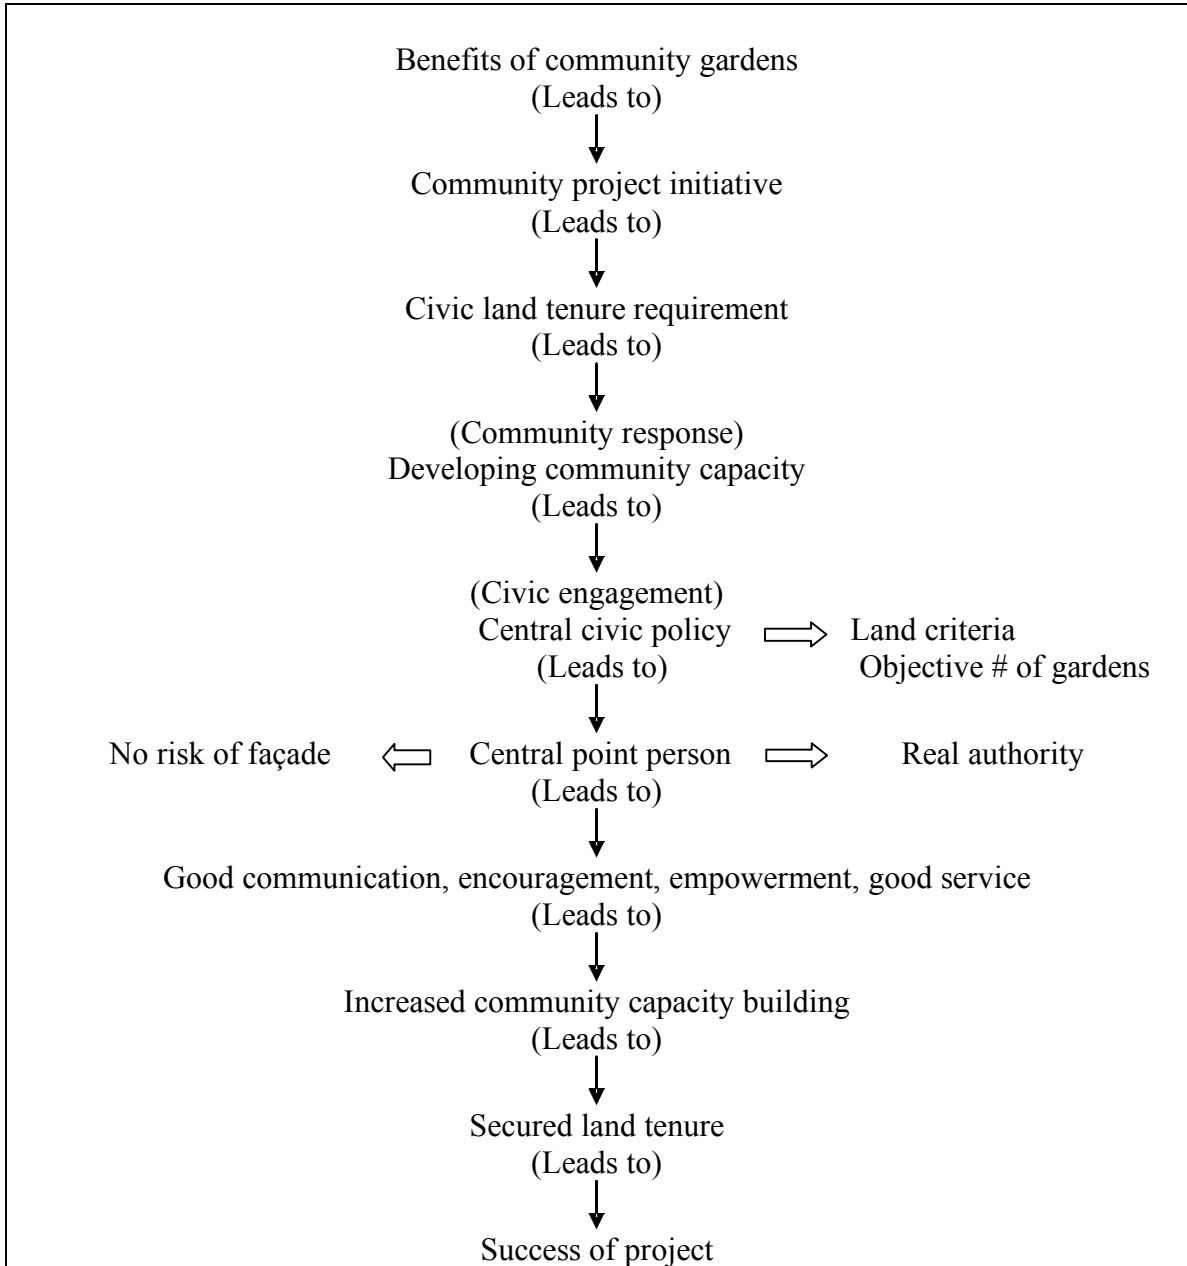 Benefits of community gardens
(Leads to)
Community project initiative
(Leads to)
Civic land tenure requirement
(Leads to)
(Community response)
Developing community capacity
(Leads to)
(Civic engagement)
Central civic policy Land criteria
(Leads to) Objective # of gardens
No risk of façade Central point person Real authority
(Leads to)
Good communication, encouragement, empowerment, good service
(Leads to)
Increased community capacity building
(Leads to)
Secured land tenure
(Leads to)
Success of project